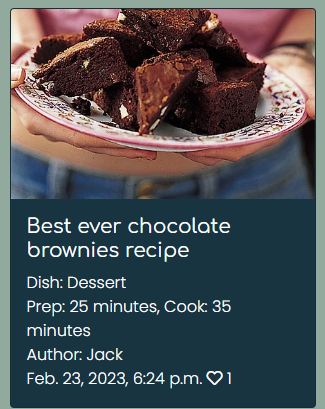 Best ever chocolate
brownies recipe
Dish: Dessert
Prep: 25 minutes, Cook: 35
minutes
Author: Jack
Feb. 23, 2023, 6:24 p.m. ♡ 1